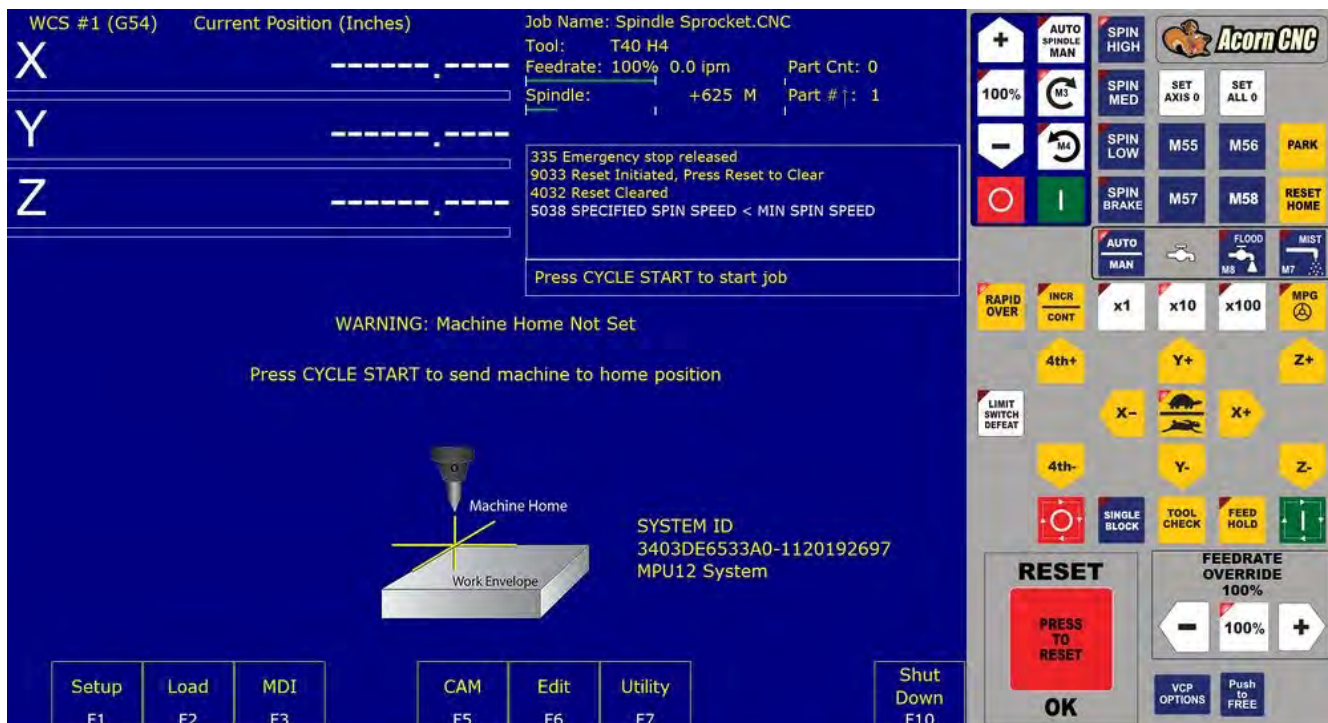 WCS #1 (G54) Current Position (Inches)
X ------.----
Y ------.----
Z ------.----
Job Name: Spindle Sprocket.CNC
Tool: T40 H4
Feedrate: 100% 0.0 ipm Part Cnt: 0
Spindle: +625 M Part #↑: 1
335 Emergency stop released
9033 Reset Initiated, Press Reset to Clear
4032 Reset Cleared
5038 SPECIFIED SPIN SPEED < MIN SPIN SPEED
Press CYCLE START to start job
WARNING: Machine Home Not Set
Press CYCLE START to send machine to home position
Machine Home
Work Envelope
SYSTEM ID
3403DE6533A0-1120192697
MPU12 System
Setup
F1
Load
F2
MDI
F3
CAM
F5
Edit
F6
Utility
F7
Shut
Down
F10
+
AUTO
SPINDLE
MAN
SPIN
HIGH
Acorn CNC
100%
M3
SPIN
MED
SET
AXIS 0
SET
ALL 0
−
M4
SPIN
LOW
M55
M56
PARK
SPIN
BRAKE
M57
M58
RESET
HOME
AUTO
MAN
FLOOD
M8
MIST
M7
RAPID
OVER
INCR
CONT
x1
x10
x100
MPG
4th+
Y+
Z+
LIMIT
SWITCH
DEFEAT
X−
X+
4th-
Y-
Z-
SINGLE
BLOCK
TOOL
CHECK
FEED
HOLD
RESET
PRESS
TO
RESET
OK
FEEDRATE
OVERRIDE
100%
−
100%
+
VCP
OPTIONS
Push
to
FREE